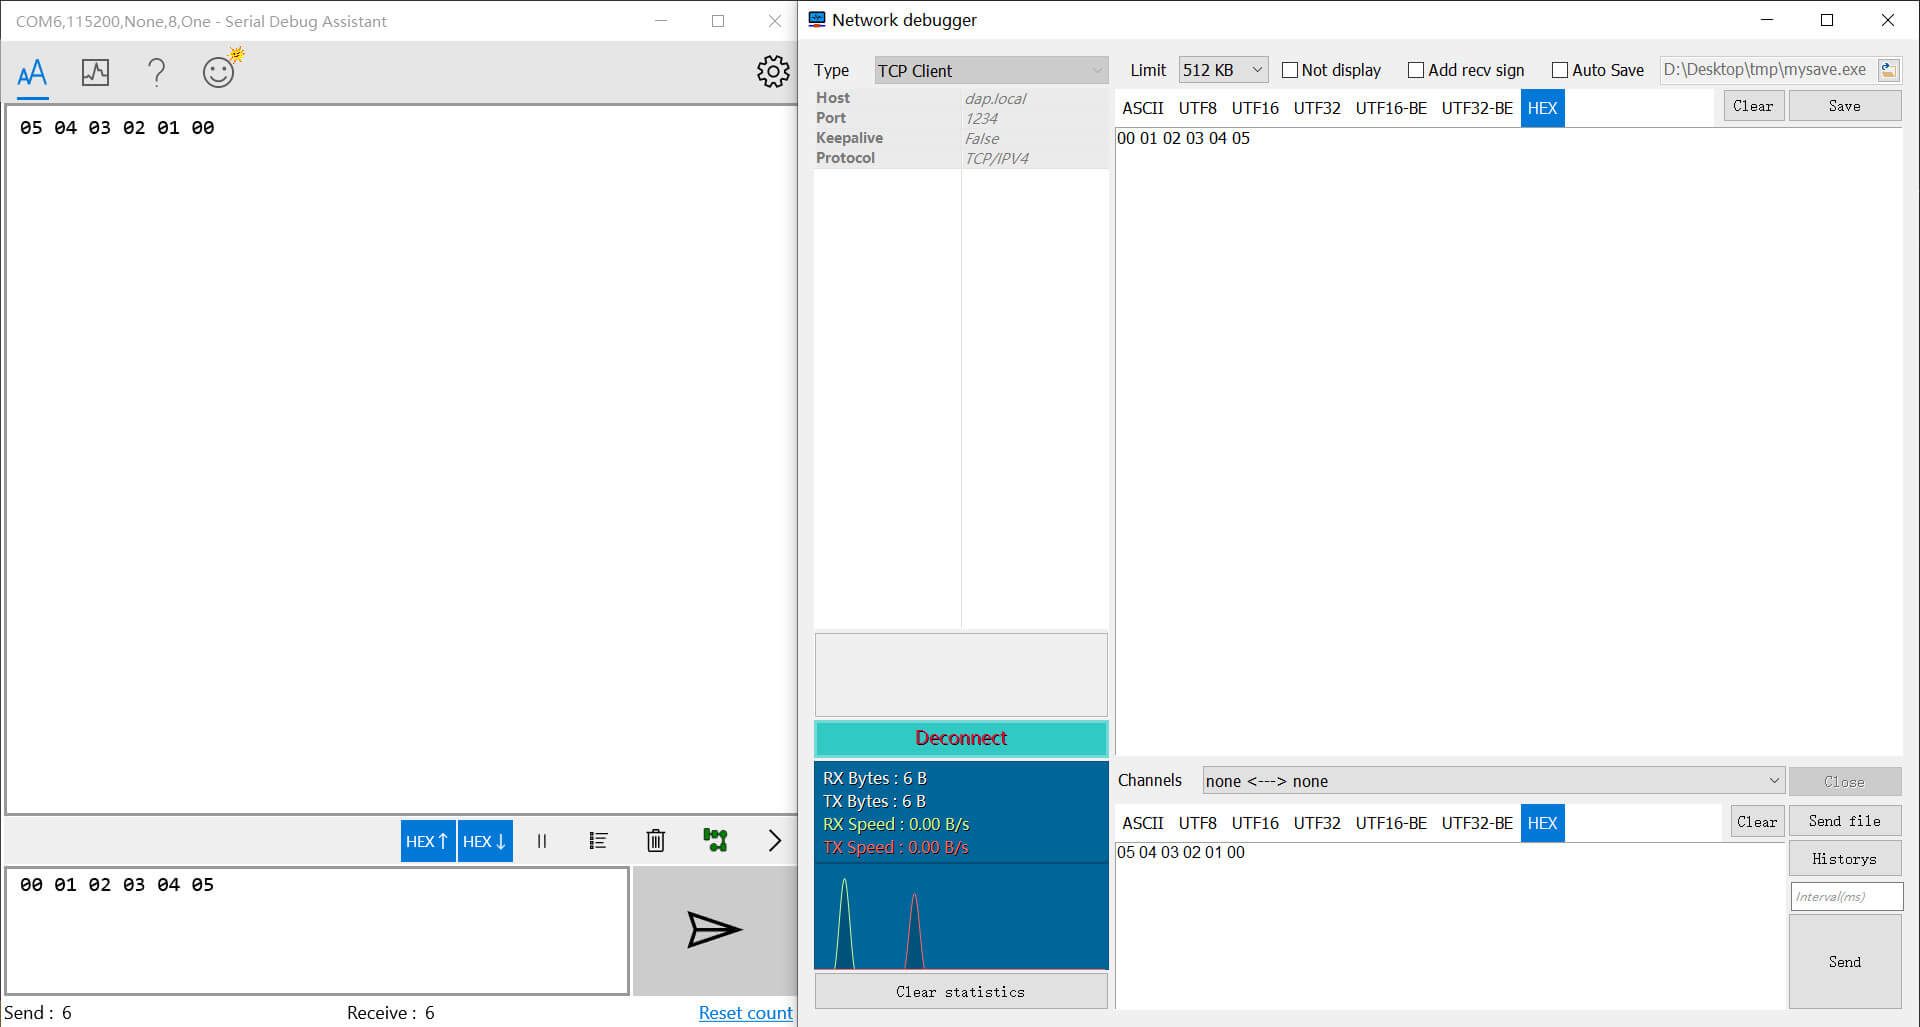 COM6,115200,None,8,One - Serial Debug Assistant
05 04 03 02 01 00
HEX↑ HEX↓
00 01 02 03 04 05
Send : 6 Receive : 6 Reset count
Network debugger
Type TCP Client
Host dap.local
Port 1234
Keepalive False
Protocol TCP/IPV4
Deconnect
RX Bytes : 6 B
TX Bytes : 6 B
RX Speed : 0.00 B/s
TX Speed : 0.00 B/s
Clear statistics
Limit 512 KB Not display Add recv sign Auto Save D:\Desktop\tmp\mysave.exe
ASCII UTF8 UTF16 UTF32 UTF16-BE UTF32-BE HEX Clear Save
00 01 02 03 04 05
Channels none <---> none Close
ASCII UTF8 UTF16 UTF32 UTF16-BE UTF32-BE HEX Clear Send file
05 04 03 02 01 00
Historys
Interval(ms)
Send